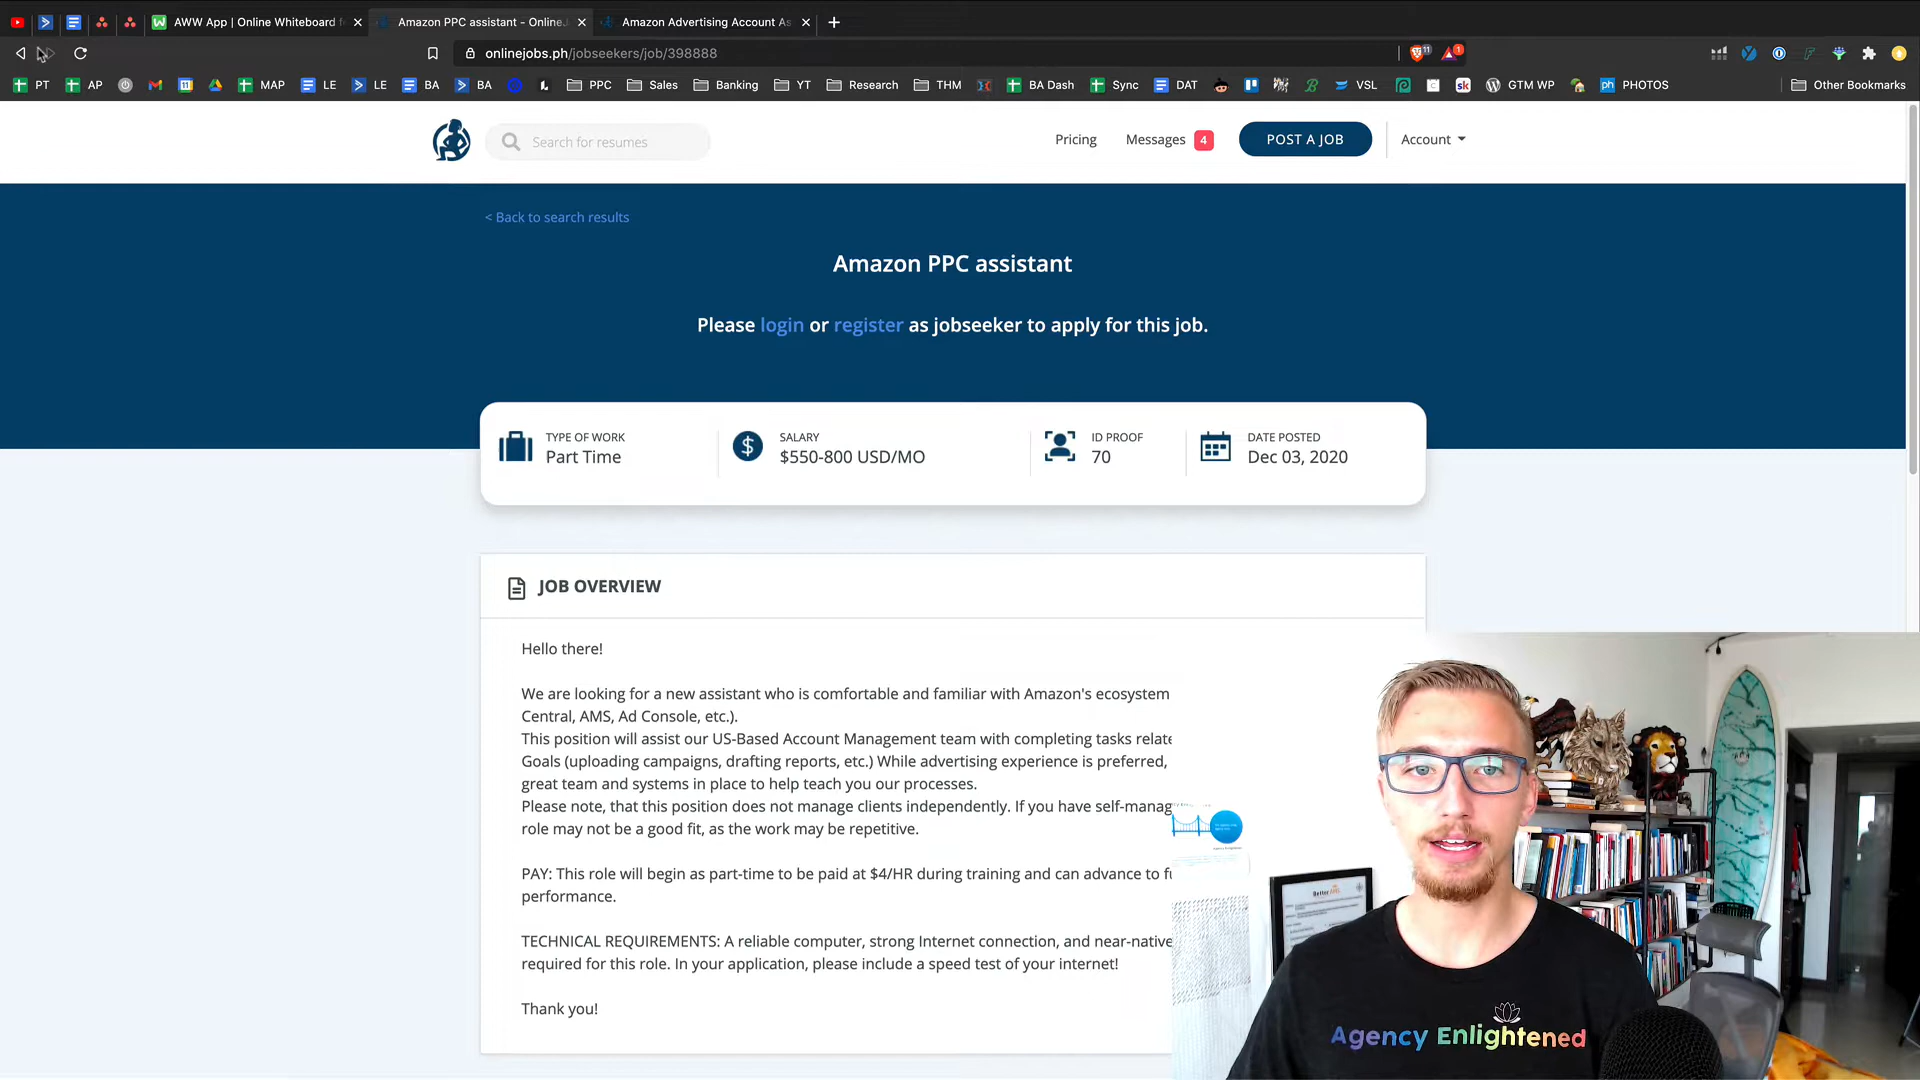 AWW App | Online Whiteboard f
Amazon PPC assistant - OnlineJ
Amazon Advertising Account As
onlinejobs.ph/jobseekers/job/398888
11
1
PT
AP
MAP
LE
LE
BA
BA
PPC
Sales
Banking
YT
Research
THM
BA Dash
Sync
DAT
VSL
GTM WP
PHOTOS
Other Bookmarks
Search for resumes
Pricing
Messages 4
POST A JOB
Account
< Back to search results
Amazon PPC assistant
Please login or register as jobseeker to apply for this job.
TYPE OF WORK
Part Time
SALARY
$550-800 USD/MO
ID PROOF
70
DATE POSTED
Dec 03, 2020
JOB OVERVIEW
Hello there!
We are looking for a new assistant who is comfortable and familiar with Amazon's ecosystem
Central, AMS, Ad Console, etc.).
This position will assist our US-Based Account Management team with completing tasks relate
Goals (uploading campaigns, drafting reports, etc.) While advertising experience is preferred,
great team and systems in place to help teach you our processes.
Please note, that this position does not manage clients independently. If you have self-manag
role may not be a good fit, as the work may be repetitive.
PAY: This role will begin as part-time to be paid at $4/HR during training and can advance to fu
performance.
TECHNICAL REQUIREMENTS: A reliable computer, strong Internet connection, and near-native
required for this role. In your application, please include a speed test of your internet!
Thank you!
Agency Enlightened